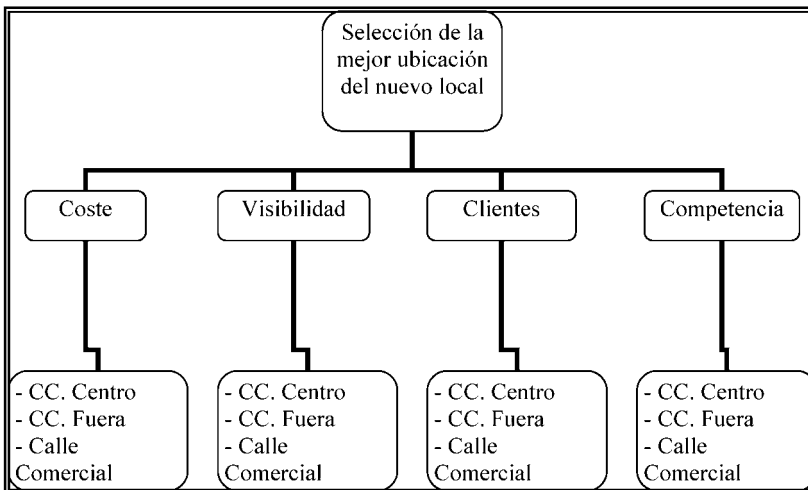 Selección de la
mejor ubicación
del nuevo local
Coste
Visibilidad
Clientes
Competencia
- CC. Centro
- CC. Fuera
- Calle
Comercial
- CC. Centro
- CC. Fuera
- Calle
Comercial
- CC. Centro
- CC. Fuera
- Calle
Comercial
- CC. Centro
- CC. Fuera
- Calle
Comercial